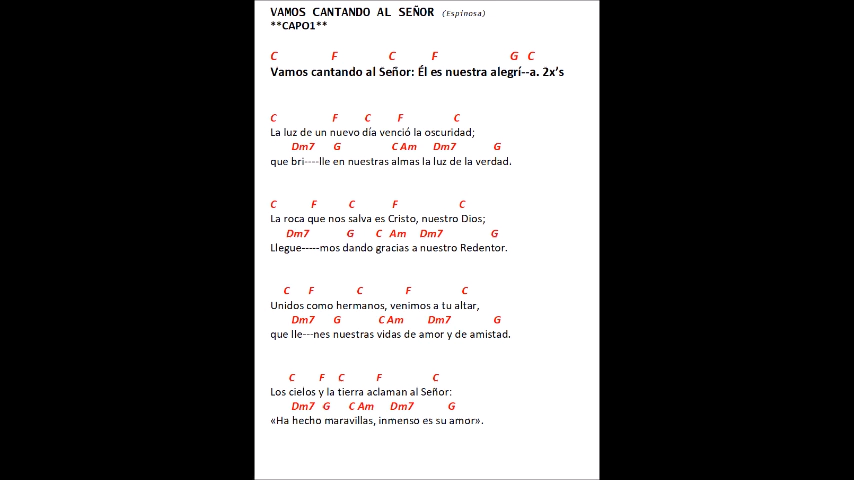 VAMOS CANTANDO AL SEÑOR (Espinosa)
**CAPO1**
C F C F G C
Vamos cantando al Señor: Él es nuestra alegrí--a. 2x's
C F C F C
La luz de un nuevo día venció la oscuridad;
Dm7 G C Am Dm7 G
que bri----lle en nuestras almas la luz de la verdad.
C F C F C
La roca que nos salva es Cristo, nuestro Dios;
Dm7 G C Am Dm7 G
Llegue-----mos dando gracias a nuestro Redentor.
C F C F C
Unidos como hermanos, venimos a tu altar,
Dm7 G C Am Dm7 G
que lle---nes nuestras vidas de amor y de amistad.
C F C F C
Los cielos y la tierra aclaman al Señor:
Dm7 G C Am Dm7 G
«Ha hecho maravillas, inmenso es su amor».